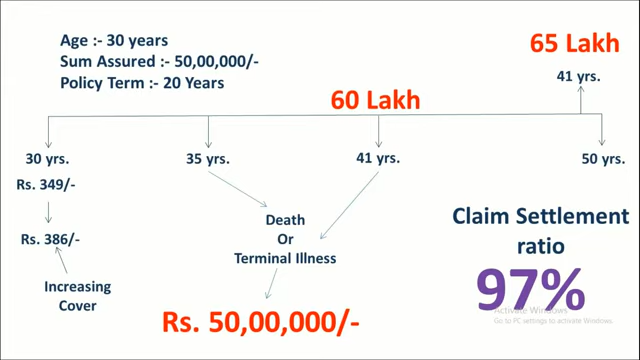 Age :- 30 years
Sum Assured :- 50,00,000/-
Policy Term :- 20 Years
65 Lakh
41 yrs.
60 Lakh
30 yrs.
35 yrs.
41 yrs.
50 yrs.
Rs. 349/-
Rs. 386/-
Increasing
Cover
Death
Or
Terminal Illness
Rs. 50,00,000/-
Claim Settlement
ratio
97%
Activate Windows
Go to PC settings to activate Windows.